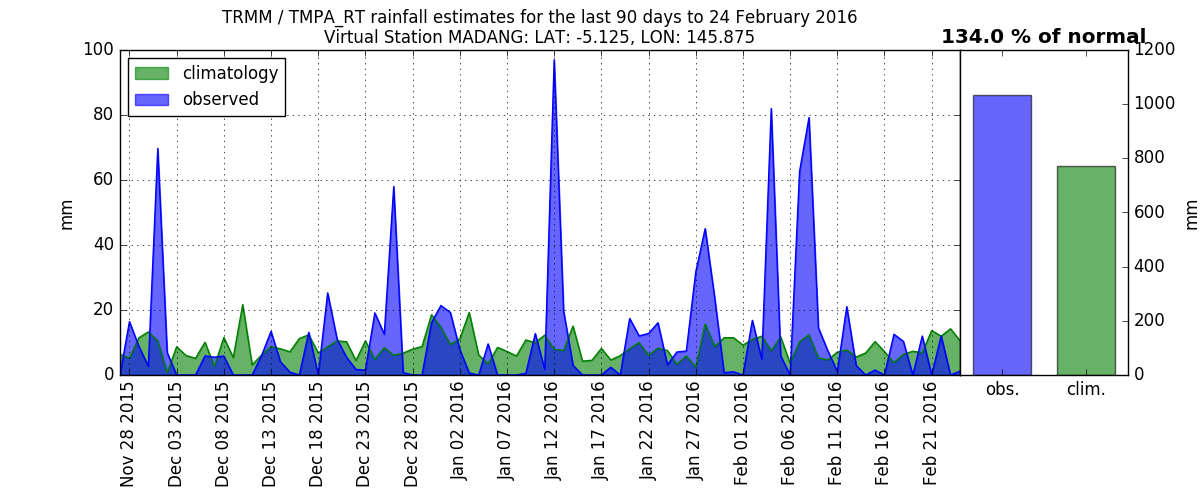 TRMM / TMPA_RT rainfall estimates for the last 90 days to 24 February 2016
Virtual Station MADANG: LAT: -5.125, LON: 145.875
134.0 % of normal
climatology
observed
100
80
60
40
20
0
mm
1200
1000
800
600
400
200
0
mm
obs.
clim.
Nov 28 2015
Dec 03 2015
Dec 08 2015
Dec 13 2015
Dec 18 2015
Dec 23 2015
Dec 28 2015
Jan 02 2016
Jan 07 2016
Jan 12 2016
Jan 17 2016
Jan 22 2016
Jan 27 2016
Feb 01 2016
Feb 06 2016
Feb 11 2016
Feb 16 2016
Feb 21 2016